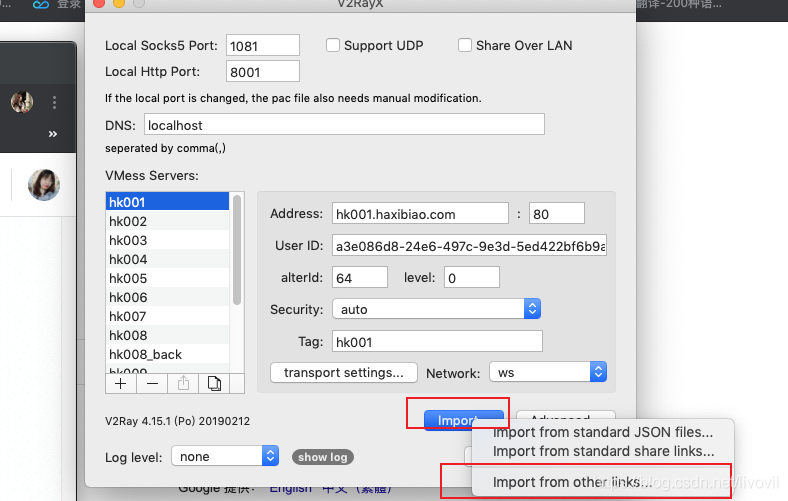 登录
V2RayX
翻译-200种语...
Local Socks5 Port: 1081 Support UDP Share Over LAN
Local Http Port: 8001
If the local port is changed, the pac file also needs manual modification.
»
DNS: localhost
seperated by comma(,)
VMess Servers:
hk001
hk002
hk003
hk004
hk005
hk006
hk007
hk008
hk008_back
hk009
Address: hk001.haxibiao.com : 80
User ID: a3e086d8-24e6-497c-9e3d-5ed422bf6b9a
alterId: 64 level: 0
Security: auto
Tag: hk001
transport settings... Network: ws
V2Ray 4.15.1 (Po) 20190212
Import... Advanced...
Import from standard JSON files...
Import from standard share links...
Import from other links...
Log level: none show log
Google 提供: English 中文（繁體）